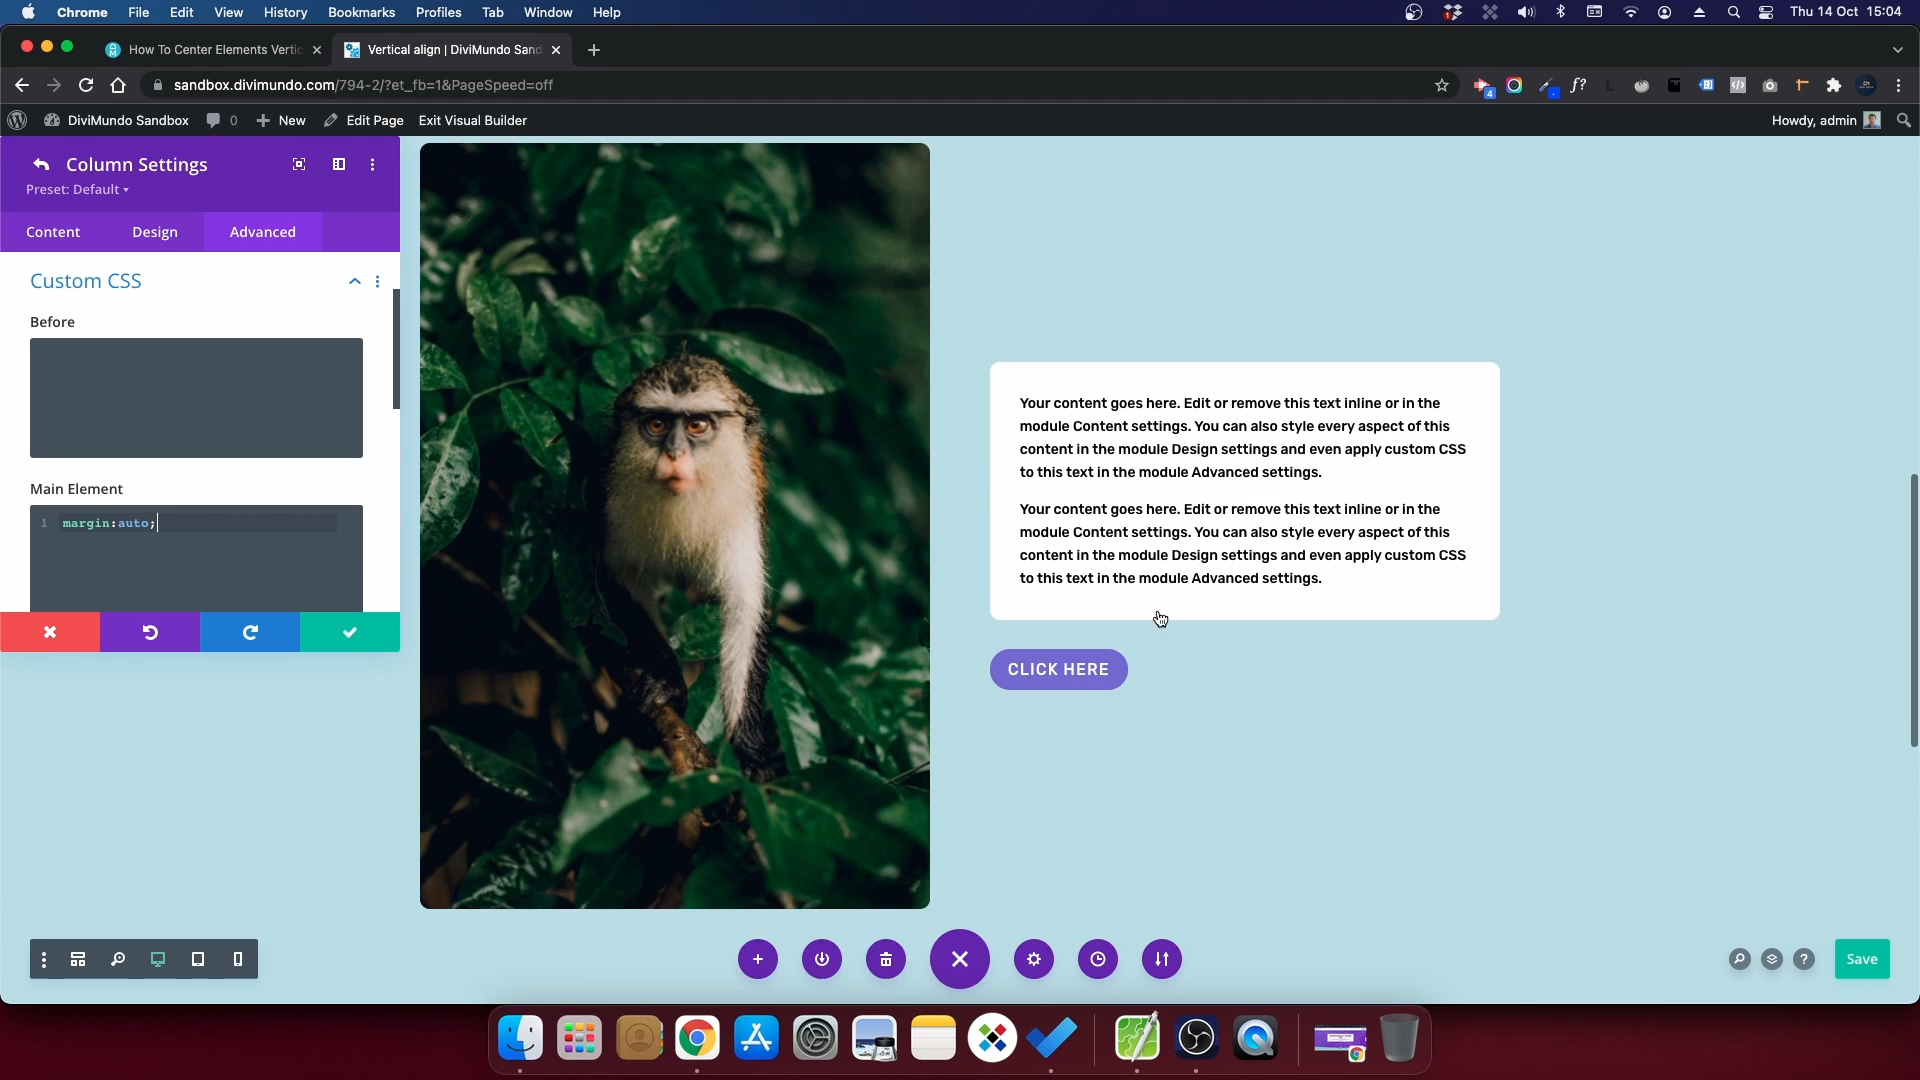 Chrome File Edit View History Bookmarks Profiles Tab Window Help Thu 14 Oct 15:04
How To Center Elements Vertic
Vertical align | DiviMundo Sand
sandbox.divimundo.com/794-2/?et_fb=1&PageSpeed=off
DiviMundo Sandbox 0 New Edit Page Exit Visual Builder Howdy, admin
Column Settings
Preset: Default
Content Design Advanced
Custom CSS
Before
Main Element
1 margin:auto;
Your content goes here. Edit or remove this text inline or in the
module Content settings. You can also style every aspect of this
content in the module Design settings and even apply custom CSS
to this text in the module Advanced settings.
Your content goes here. Edit or remove this text inline or in the
module Content settings. You can also style every aspect of this
content in the module Design settings and even apply custom CSS
to this text in the module Advanced settings.
CLICK HERE
Save